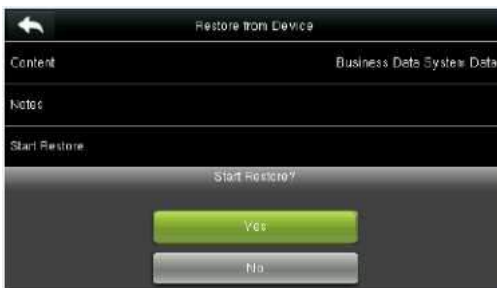 Restore from Device
Content Business Data System Data
Notes
Start Restore
Start Restore?
Yes
No